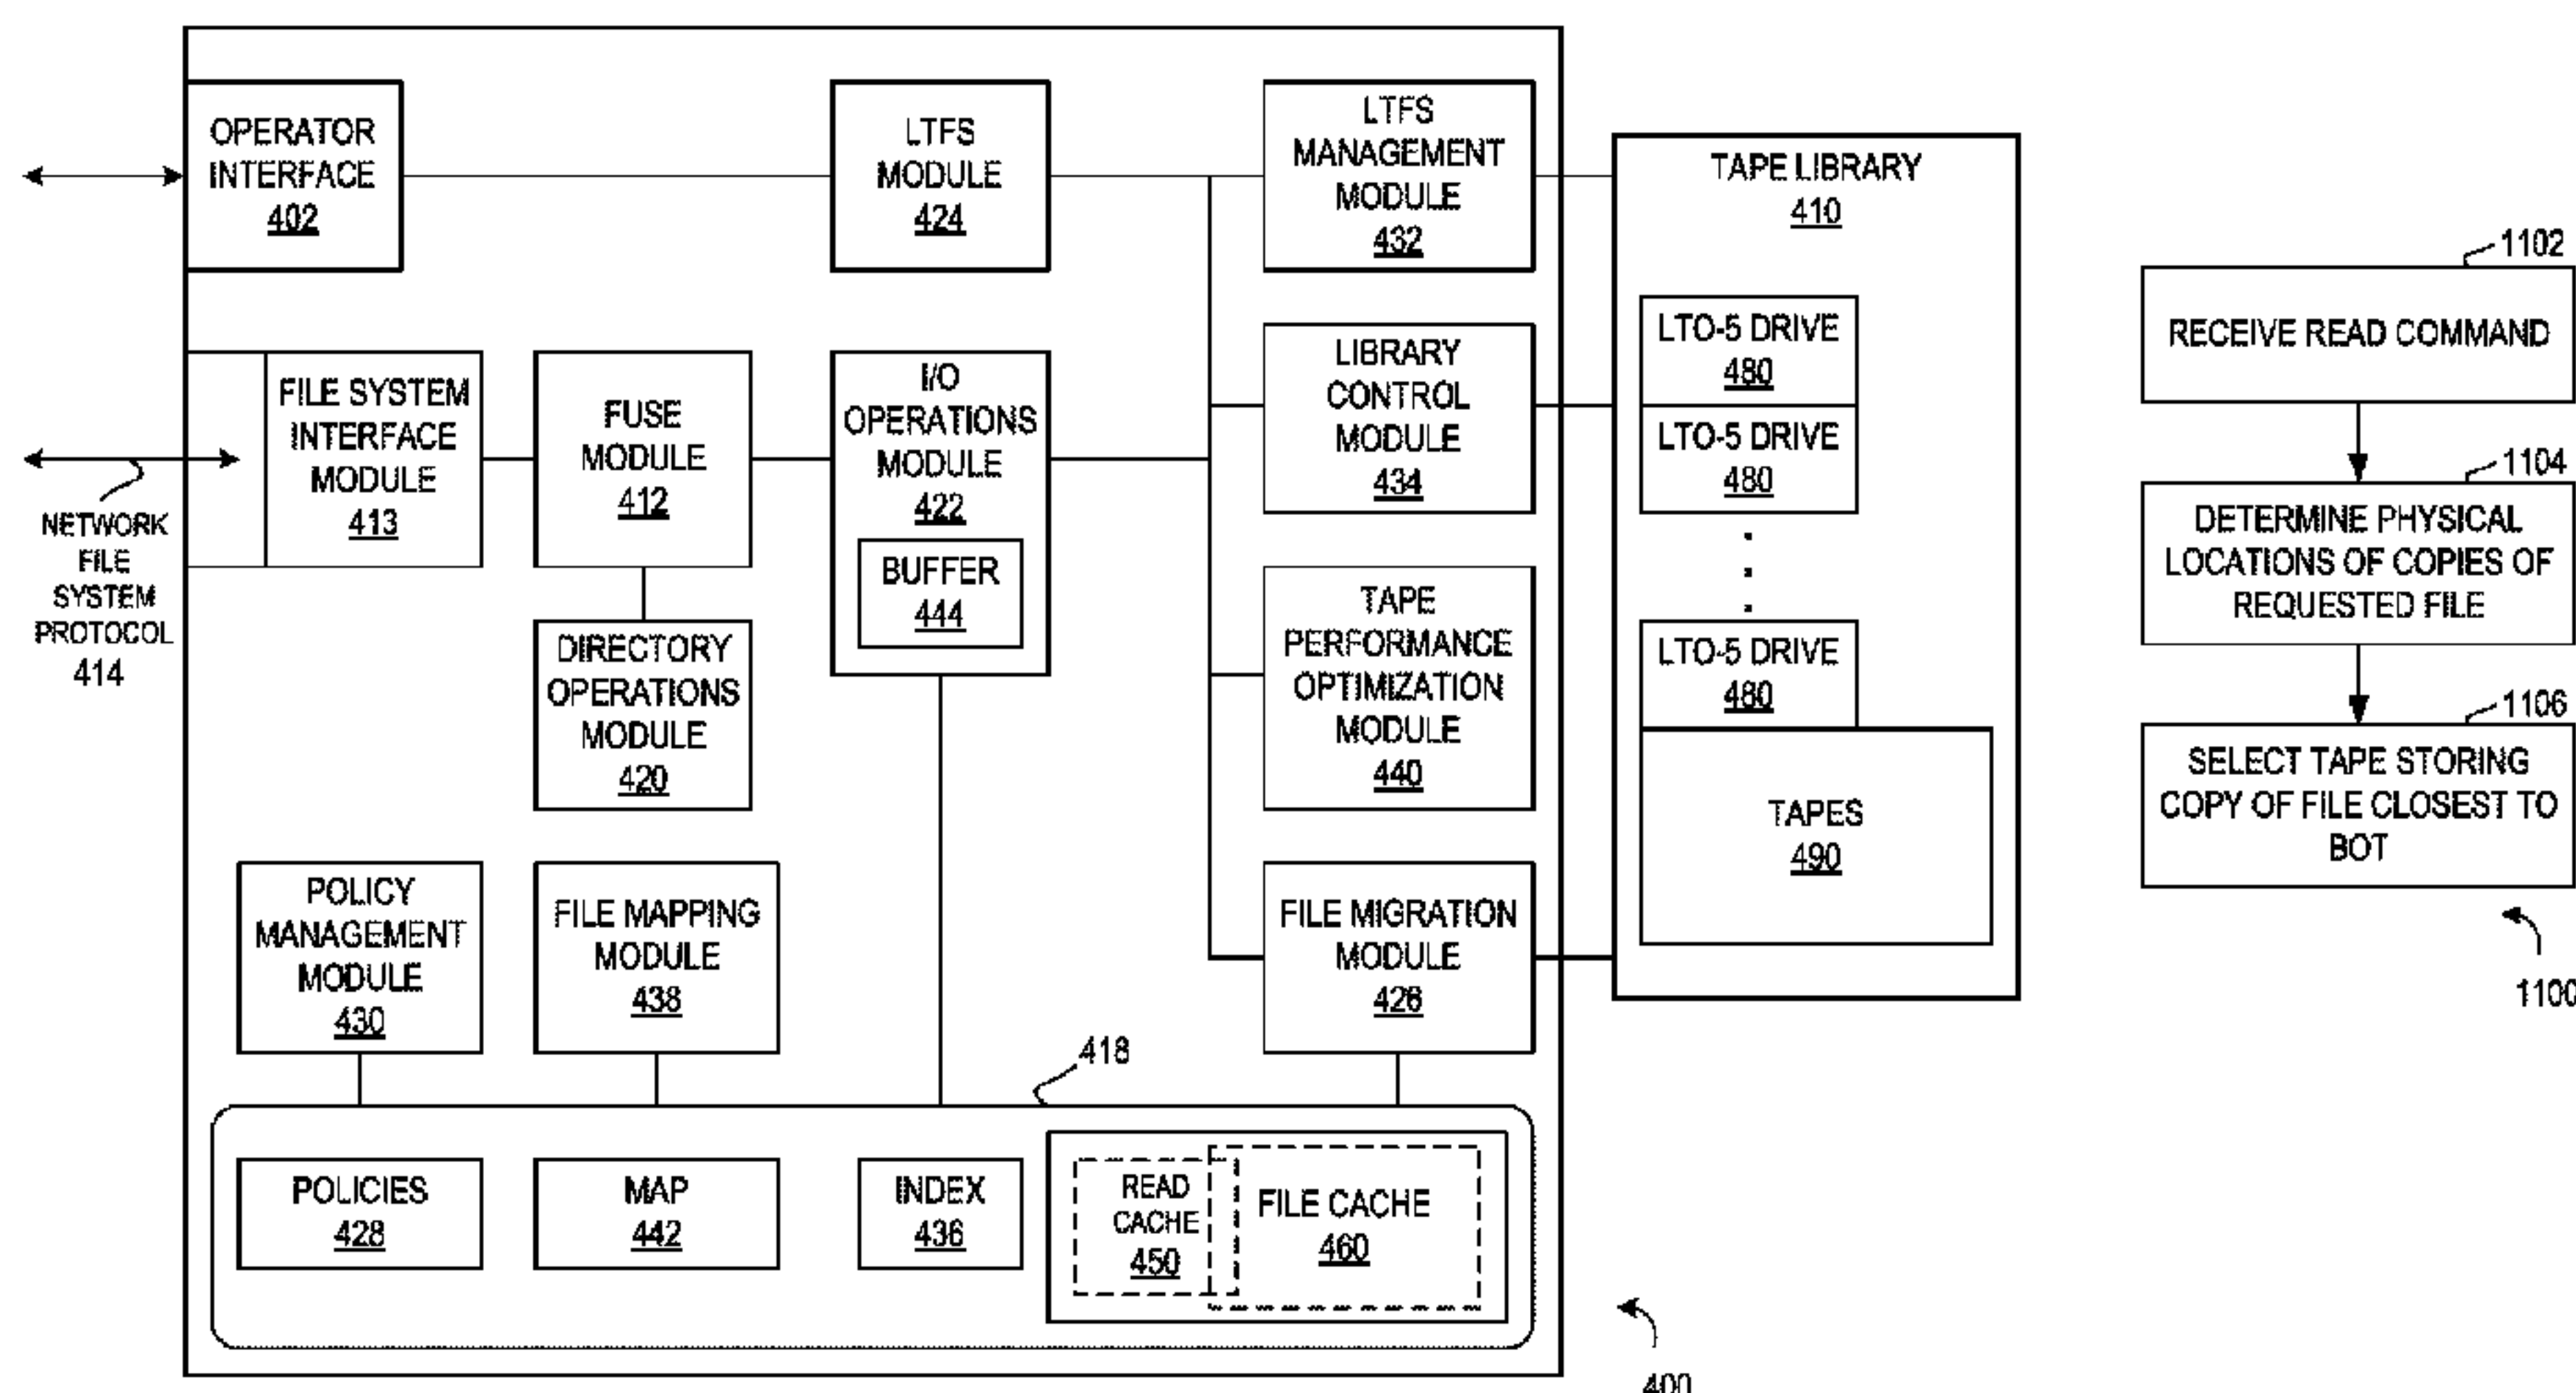 OPERATOR
INTERFACE
402
LTFS
MODULE
424
LTFS
MANAGEMENT
MODULE
432
TAPE LIBRARY
410
LTO-5 DRIVE
480
LTO-5 DRIVE
480
LTO-5 DRIVE
480
TAPES
490
FILE SYSTEM
INTERFACE
MODULE
413
NETWORK
FILE
SYSTEM
PROTOCOL
414
FUSE
MODULE
412
I/O
OPERATIONS
MODULE
422
BUFFER
444
LIBRARY
CONTROL
MODULE
434
DIRECTORY
OPERATIONS
MODULE
420
TAPE
PERFORMANCE
OPTIMIZATION
MODULE
440
POLICY
MANAGEMENT
MODULE
430
FILE MAPPING
MODULE
438
FILE MIGRATION
MODULE
426
418
POLICIES
428
MAP
442
INDEX
436
READ
CACHE
450
FILE CACHE
460
400
1102
RECEIVE READ COMMAND
1104
DETERMINE PHYSICAL
LOCATIONS OF COPIES OF
REQUESTED FILE
1106
SELECT TAPE STORING
COPY OF FILE CLOSEST TO
BOT
1100